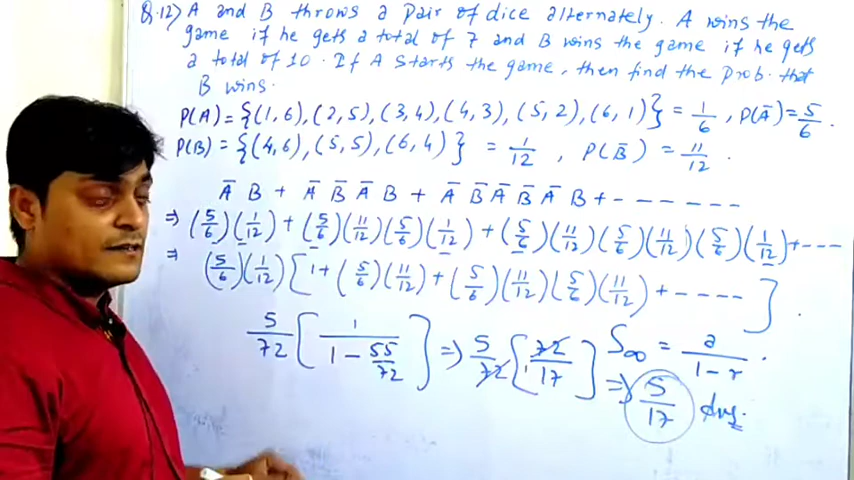 Q.12) A and B throws a pair of dice alternately. A wins the
game if he gets a total of 7 and B wins the game if he gets
a total of 10. If A starts the game, then find the prob. that
B wins.
P(A) = {(1,6), (2,5), (3,4), (4,3), (5,2), (6,1)} = 1/6, P(Ā) = 5/6.
P(B) = {(4,6), (5,5), (6,4)} = 1/12, P(B̄) = 11/12.
Ā B + Ā B̄ Ā B + Ā B̄ Ā B̄ Ā B + - - - - - -
⇒ (5/6)(1/12) + (5/6)(11/12)(5/6)(1/12) + (5/6)(11/12)(5/6)(11/12)(5/6)(1/12) + ---
⇒ (5/6)(1/12) [1 + (5/6)(11/12) + (5/6)(11/12)(5/6)(11/12) + - - - - ].
5/72 [1/(1 - 55/72)] ⇒ 5/72 [72/17] ⇒ 5/17 Ans.
S∞ = a/(1-r).